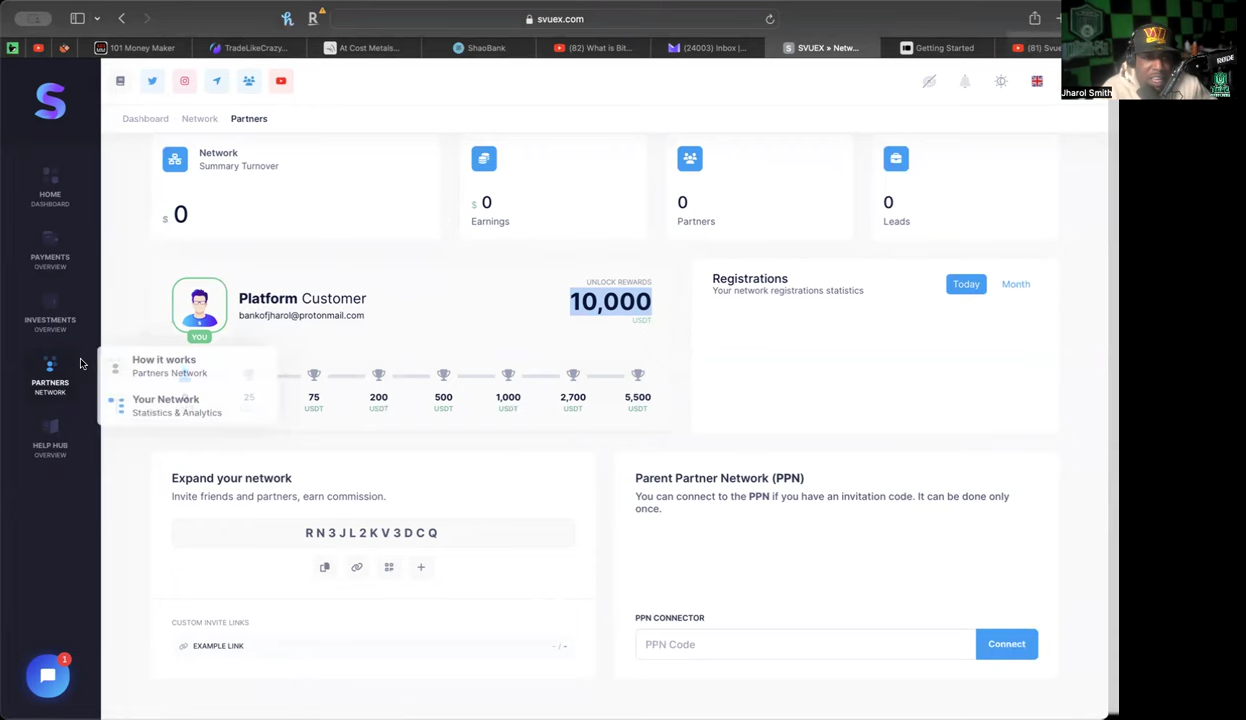 svuex.com
101 Money Maker
TradeLikeCrazy...
At Cost Metals...
ShaoBank
(82) What is Bit...
(24003) Inbox |...
SVUEX » Netw...
Getting Started
(81) Svue
RØDE
Jharol Smith
Dashboard
Network
Partners
HOME
DASHBOARD
PAYMENTS
OVERVIEW
INVESTMENTS
OVERVIEW
PARTNERS
NETWORK
HELP HUB
OVERVIEW
1
Network
Summary Turnover
$ 0
$ 0
Earnings
0
Partners
0
Leads
Platform Customer
bankofjharol@protonmail.com
YOU
UNLOCK REWARDS
10,000
USDT
How it works
Partners Network
Your Network
Statistics & Analytics
25
75
USDT
200
USDT
500
USDT
1,000
USDT
2,700
USDT
5,500
USDT
Registrations
Your network registrations statistics
Today
Month
Expand your network
Invite friends and partners, earn commission.
RN3JL2KV3DCQ
CUSTOM INVITE LINKS
EXAMPLE LINK
- / -
Parent Partner Network (PPN)
You can connect to the PPN if you have an invitation code. It can be done only
once.
PPN CONNECTOR
PPN Code
Connect